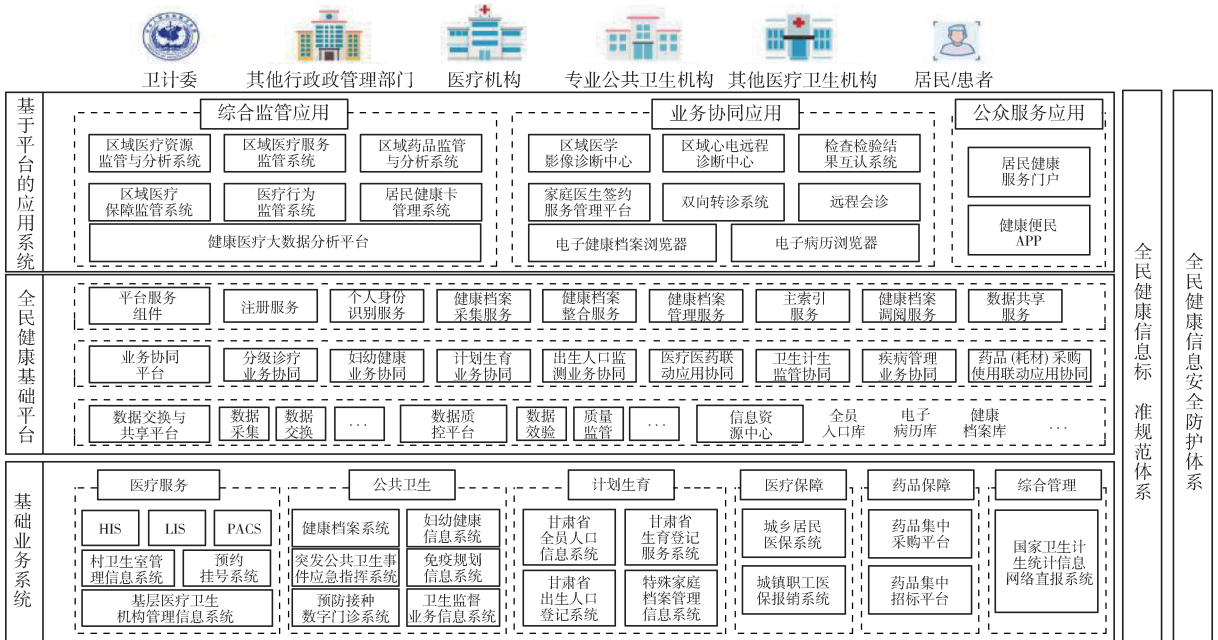 卫计委
其他行政政管理部门
医疗机构
专业公共卫生机构
其他医疗卫生机构
居民/患者
基于平台的应用系统
综合监管应用
区域医疗资源
监管与分析系统
区域医疗服务
监管系统
区域药品监管
与分析系统
区域医疗
保障监管系统
医疗行为
监管系统
居民健康卡
管理系统
健康医疗大数据分析平台
业务协同应用
区域医学
影像诊断中心
区域心电远程
诊断中心
检查检验结
果互认系统
家庭医生签约
服务管理平台
双向转诊系统
远程会诊
电子健康档案浏览器
电子病历浏览器
公众服务应用
居民健康
服务门户
健康便民
APP
全民健康基础平台
平台服务
组件
注册服务
个人身份
识别服务
健康档案
采集服务
健康档案
整合服务
健康档案
管理服务
主索引
服务
健康档案
调阅服务
数据共享
服务
业务协同
平台
分级诊疗
业务协同
妇幼健康
业务协同
计划生育
业务协同
出生人口监
测业务协同
医疗医药联
动应用协同
卫生计生
监管协同
疾病管理
业务协同
药品(耗材)采购
使用联动应用协同
数据交换与
共享平台
数据
采集
数据
交换
...
数据质
控平台
数据
效验
质量
监管
...
信息资
源中心
全员
人口库
电子
病历库
健康
档案库
...
基础业务系统
医疗服务
HIS
LIS
PACS
村卫生室管
理信息系统
预约
挂号系统
基层医疗卫生
机构管理信息系统
公共卫生
健康档案系统
妇幼健康
信息系统
突发公共卫生事
件应急指挥系统
免疫规划
信息系统
预防接种
数字门诊系统
卫生监督
业务信息系统
计划生育
甘肃省
全员人口
信息系统
甘肃省
生育登记
服务系统
甘肃省
出生人口
登记系统
特殊家庭
档案管理
信息系统
医疗保障
城乡居民
医保系统
城镇职工医
保报销系统
药品保障
药品集中
采购平台
药品集中
招标平台
综合管理
国家卫生计
生统计信息
网络直报系统
全民健康信息标 准规范体系
全民健康信息安全防护体系